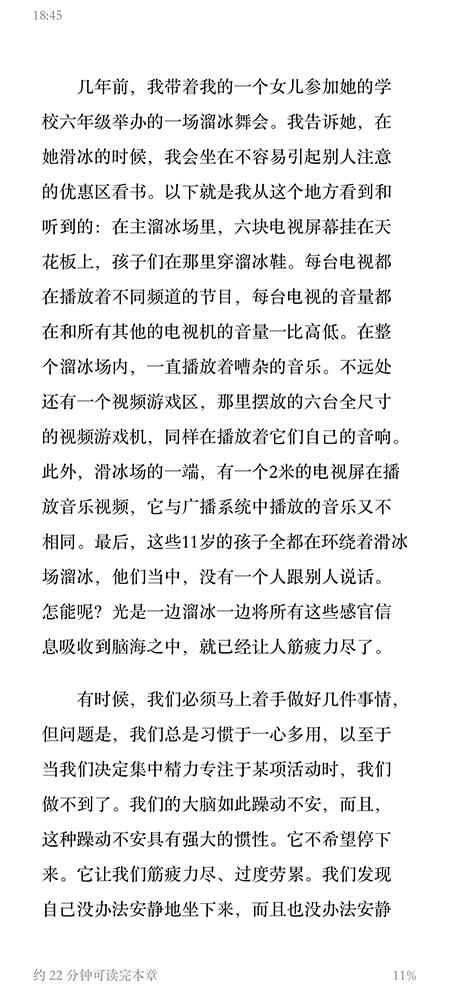 18:45
几年前，我带着我的一个女儿参加她的学
校六年级举办的一场溜冰舞会。我告诉她，在
她滑冰的时候，我会坐在不容易引起别人注意
的优惠区看书。以下就是我从这个地方看到和
听到的：在主溜冰场里，六块电视屏幕挂在天
花板上，孩子们在那里穿溜冰鞋。每台电视都
在播放着不同频道的节目，每台电视的音量都
在和所有其他的电视机的音量一比高低。在整
个溜冰场内，一直播放着嘈杂的音乐。不远处
还有一个视频游戏区，那里摆放的六台全尺寸
的视频游戏机，同样在播放着它们自己的音响。
此外，滑冰场的一端，有一个2米的电视屏在播
放音乐视频，它与广播系统中播放的音乐又不
相同。最后，这些11岁的孩子全都在环绕着滑冰
场溜冰，他们当中，没有一个人跟别人说话。
怎能呢？光是一边溜冰一边将所有这些感官信
息吸收到脑海之中，就已经让人筋疲力尽了。
有时候，我们必须马上着手做好几件事情，
但问题是，我们总是习惯于一心多用，以至于
当我们决定集中精力专注于某项活动时，我们
做不到了。我们的大脑如此躁动不安，而且，
这种躁动不安具有强大的惯性。它不希望停下
来。它让我们筋疲力尽、过度劳累。我们发现
自己没办法安静地坐下来，而且也没办法安静
约 22 分钟可读完本章
11%